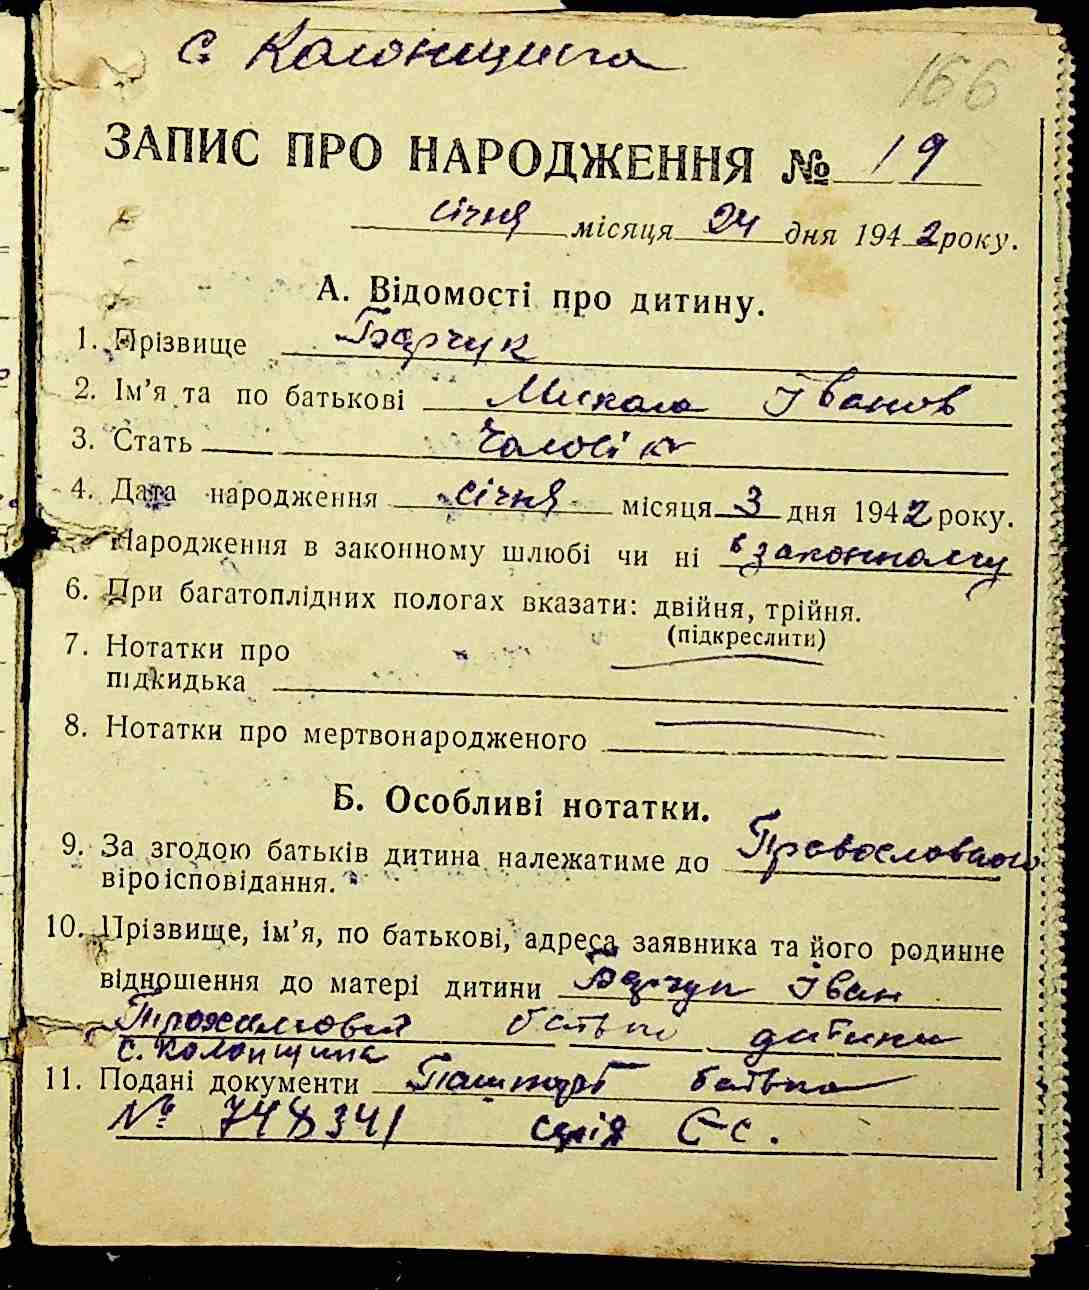 с. Колонщина
166
ЗАПИС ПРО НАРОДЖЕННЯ № 19
січня місяця 24 дня 1942 року.
А. Відомості про дитину.
1. Прізвище Барчук
2. Ім’я та по батькові Микола Іванов
3. Стать Чоловік
4. Дата народження січня місяця 3 дня 1942 року.
Народження в законному шлюбі чи ні в законному
6. При багатоплідних пологах вказати: двійня, трійня.
(підкреслити)
7. Нотатки про
підкидька
8. Нотатки про мертвонародженого
Б. Особливі нотатки.
9. За згодою батьків дитина належатиме до Православного
віроісповідання.
10. Прізвище, ім’я, по батькові, адреса заявника та його родинне
відношення до матері дитини Барчук Іван
батько дитини
с. Колонщина
11. Подані документи Пашпорт батька
№ 748341 серія Є-с.